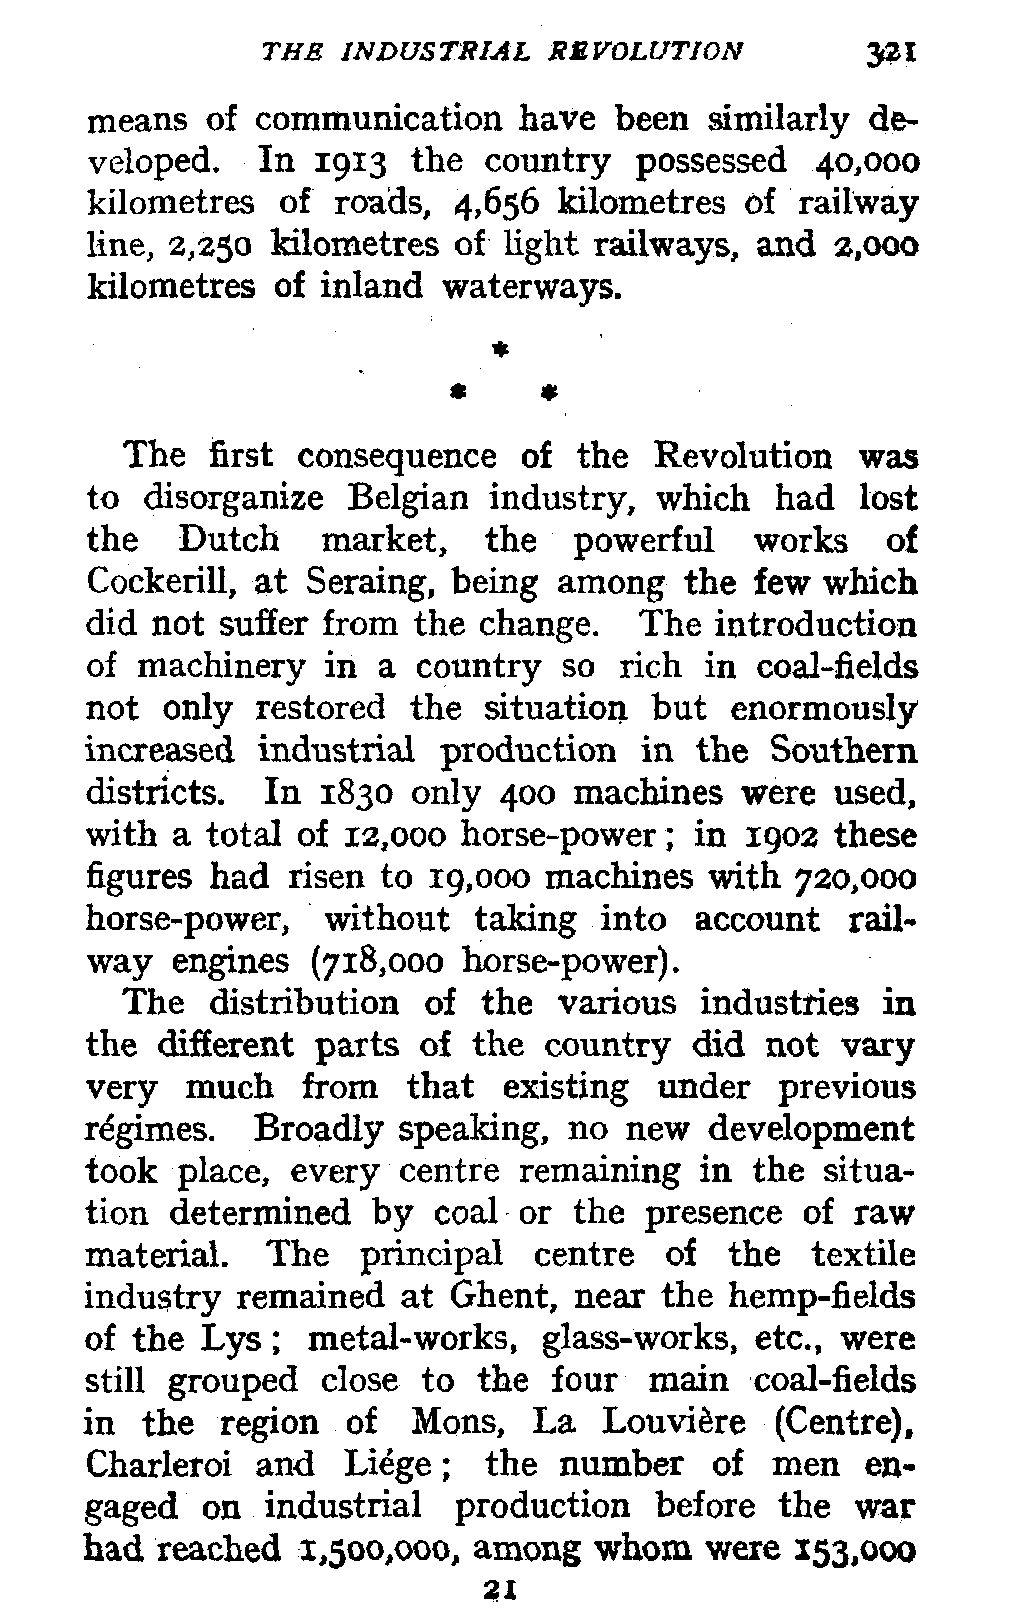 THE INDUSTRIAL REVOLUTION 321
means of communication have been similarly de-
veloped. In 1913 the country possessed 40,000
kilometres of roads, 4,656 kilometres of railway
line, 2,250 kilometres of light railways, and 2,000
kilometres of inland waterways.
*
* *
The first consequence of the Revolution was
to disorganize Belgian industry, which had lost
the Dutch market, the powerful works of
Cockerill, at Seraing, being among the few which
did not suffer from the change. The introduction
of machinery in a country so rich in coal-fields
not only restored the situation but enormously
increased industrial production in the Southern
districts. In 1830 only 400 machines were used,
with a total of 12,000 horse-power ; in 1902 these
figures had risen to 19,000 machines with 720,000
horse-power, without taking into account rail-
way engines (718,000 horse-power).
The distribution of the various industries in
the different parts of the country did not vary
very much from that existing under previous
régimes. Broadly speaking, no new development
took place, every centre remaining in the situa-
tion determined by coal or the presence of raw
material. The principal centre of the textile
industry remained at Ghent, near the hemp-fields
of the Lys ; metal-works, glass-works, etc., were
still grouped close to the four main coal-fields
in the region of Mons, La Louvière (Centre),
Charleroi and Liége ; the number of men en-
gaged on industrial production before the war
had reached 1,500,000, among whom were 153,000
21